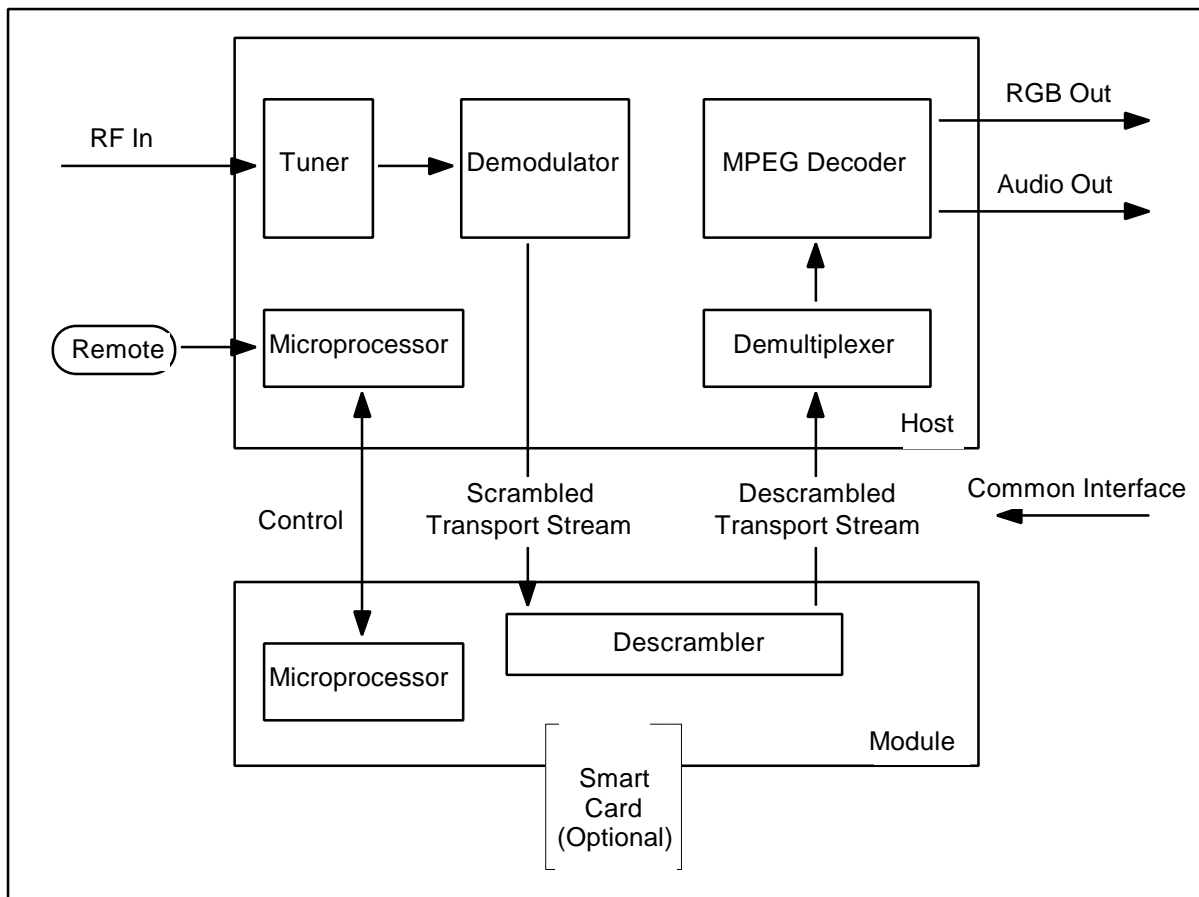 RGB Out
RF In
Tuner
Demodulator
MPEG Decoder
Audio Out
Remote
Microprocessor
Demultiplexer
Host
Control
Scrambled
Transport Stream
Descrambled
Transport Stream
Common Interface
Microprocessor
Descrambler
Module
Smart
Card
(Optional)